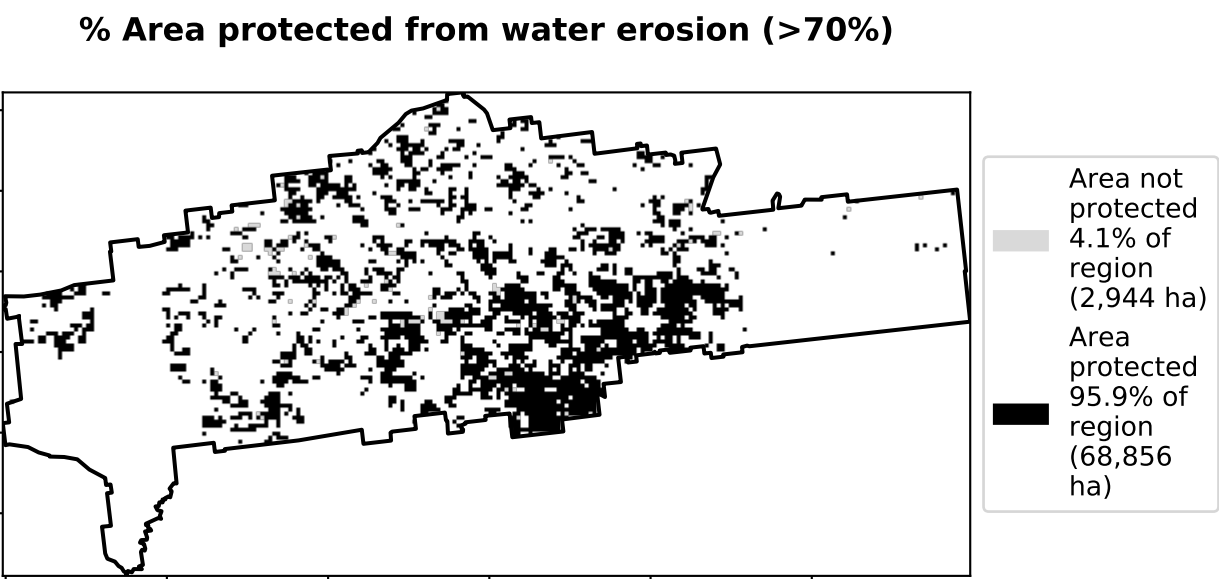 % Area protected from water erosion (>70%)
Area not
protected
4.1% of
region
(2,944 ha)
Area
protected
95.9% of
region
(68,856
ha)